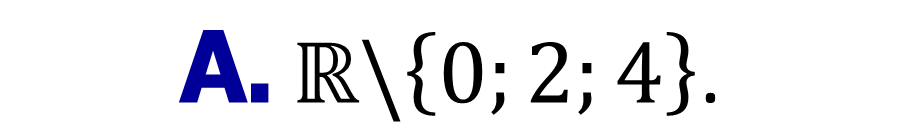 A. ℝ\{0; 2; 4}.